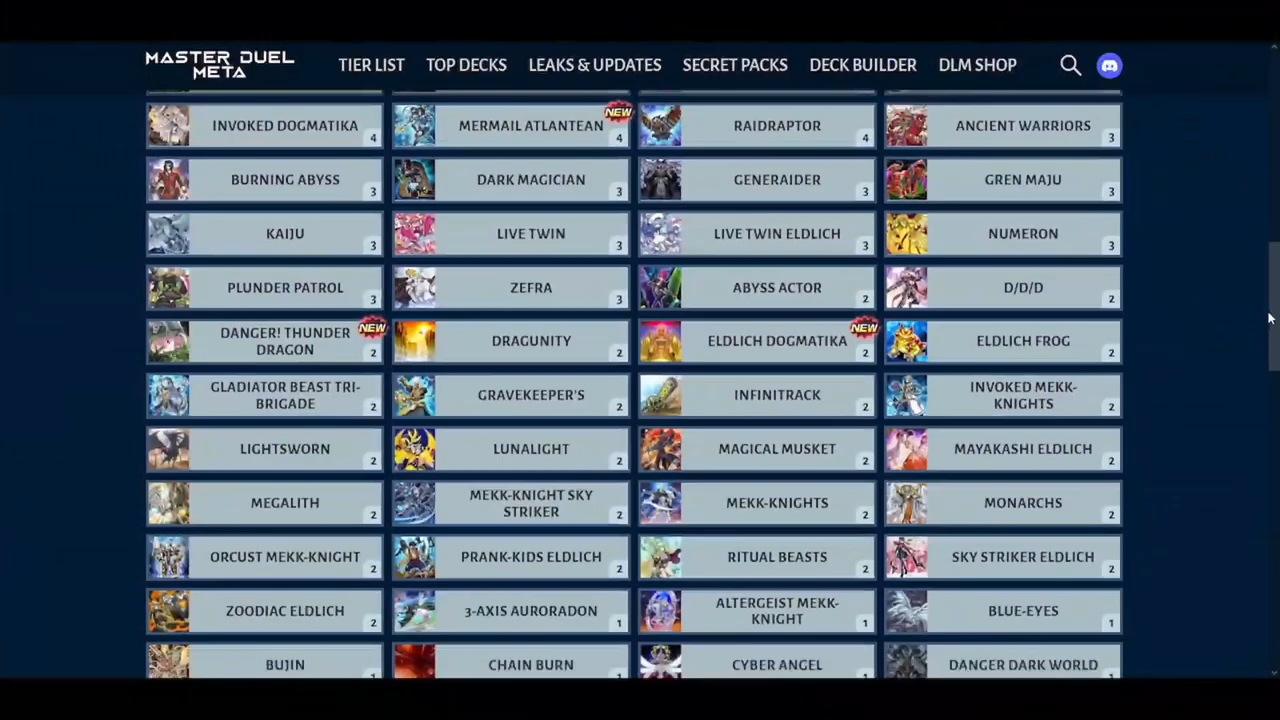 MASTER DUEL
META
TIER LIST TOP DECKS LEAKS & UPDATES SECRET PACKS DECK BUILDER DLM SHOP
INVOKED DOGMATIKA 4
MERMAIL ATLANTEAN 4 NEW
RAIDRAPTOR 4
ANCIENT WARRIORS 3
BURNING ABYSS 3
DARK MAGICIAN 3
GENERAIDER 3
GREN MAJU 3
KAIJU 3
LIVE TWIN 3
LIVE TWIN ELDLICH 3
NUMERON 3
PLUNDER PATROL 3
ZEFRA 3
ABYSS ACTOR 2
D/D/D 2
DANGER! THUNDER
DRAGON 2 NEW
DRAGUNITY 2
ELDLICH DOGMATIKA 2 NEW
ELDLICH FROG 2
GLADIATOR BEAST TRI-
BRIGADE 2
GRAVEKEEPER'S 2
INFINITRACK 2
INVOKED MEKK-
KNIGHTS 2
LIGHTSWORN 2
LUNALIGHT 2
MAGICAL MUSKET 2
MAYAKASHI ELDLICH 2
MEGALITH 2
MEKK-KNIGHT SKY
STRIKER 2
MEKK-KNIGHTS 2
MONARCHS 2
ORCUST MEKK-KNIGHT 2
PRANK-KIDS ELDLICH 2
RITUAL BEASTS 2
SKY STRIKER ELDLICH 2
ZOODIAC ELDLICH 2
3-AXIS AURORADON 1
ALTERGEIST MEKK-
KNIGHT 1
BLUE-EYES 1
BUJIN
CHAIN BURN
CYBER ANGEL
DANGER DARK WORLD